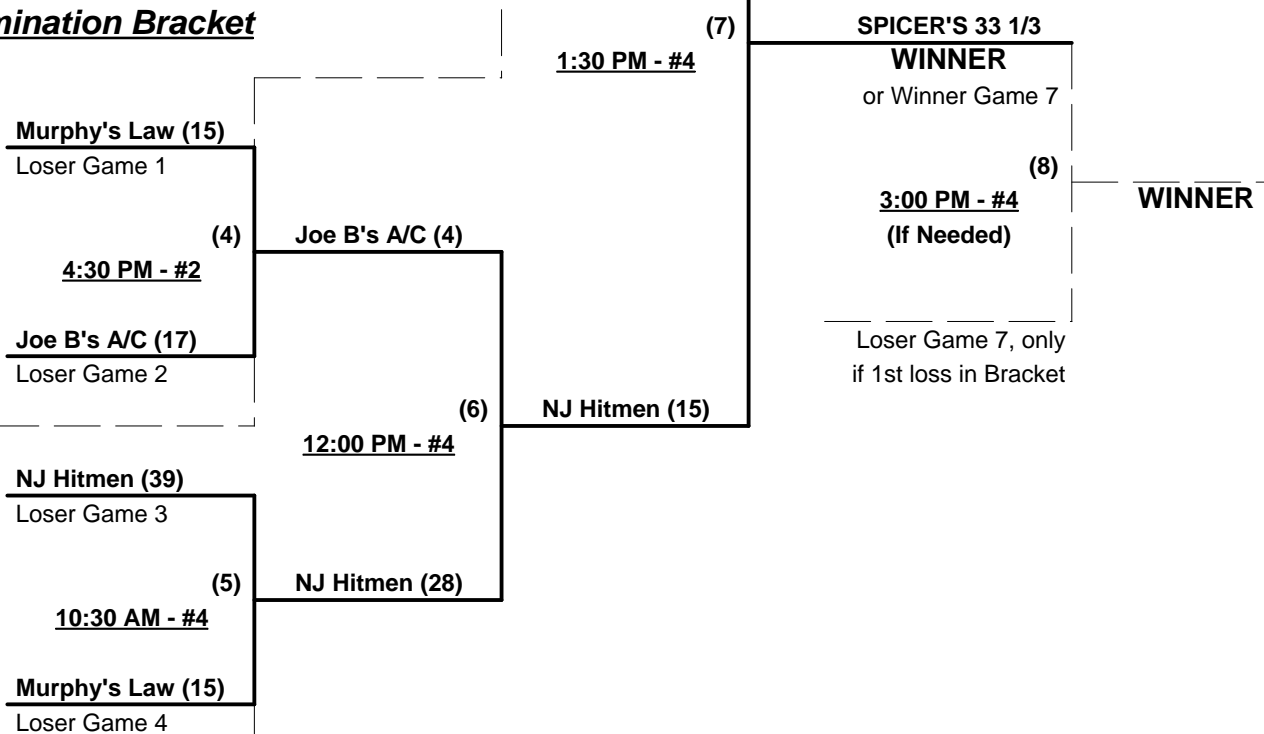 mination Bracket
(7)
SPICER'S 33 1/3
1:30 PM - #4
WINNER
or Winner Game 7
Murphy's Law (15)
Loser Game 1
(8)
3:00 PM - #4
WINNER
(If Needed)
(4)
Joe B's A/C (4)
4:30 PM - #2
Joe B's A/C (17)
Loser Game 2
Loser Game 7, only
if 1st loss in Bracket
(6)
NJ Hitmen (15)
12:00 PM - #4
NJ Hitmen (39)
Loser Game 3
(5)
NJ Hitmen (28)
10:30 AM - #4
Murphy's Law (15)
Loser Game 4